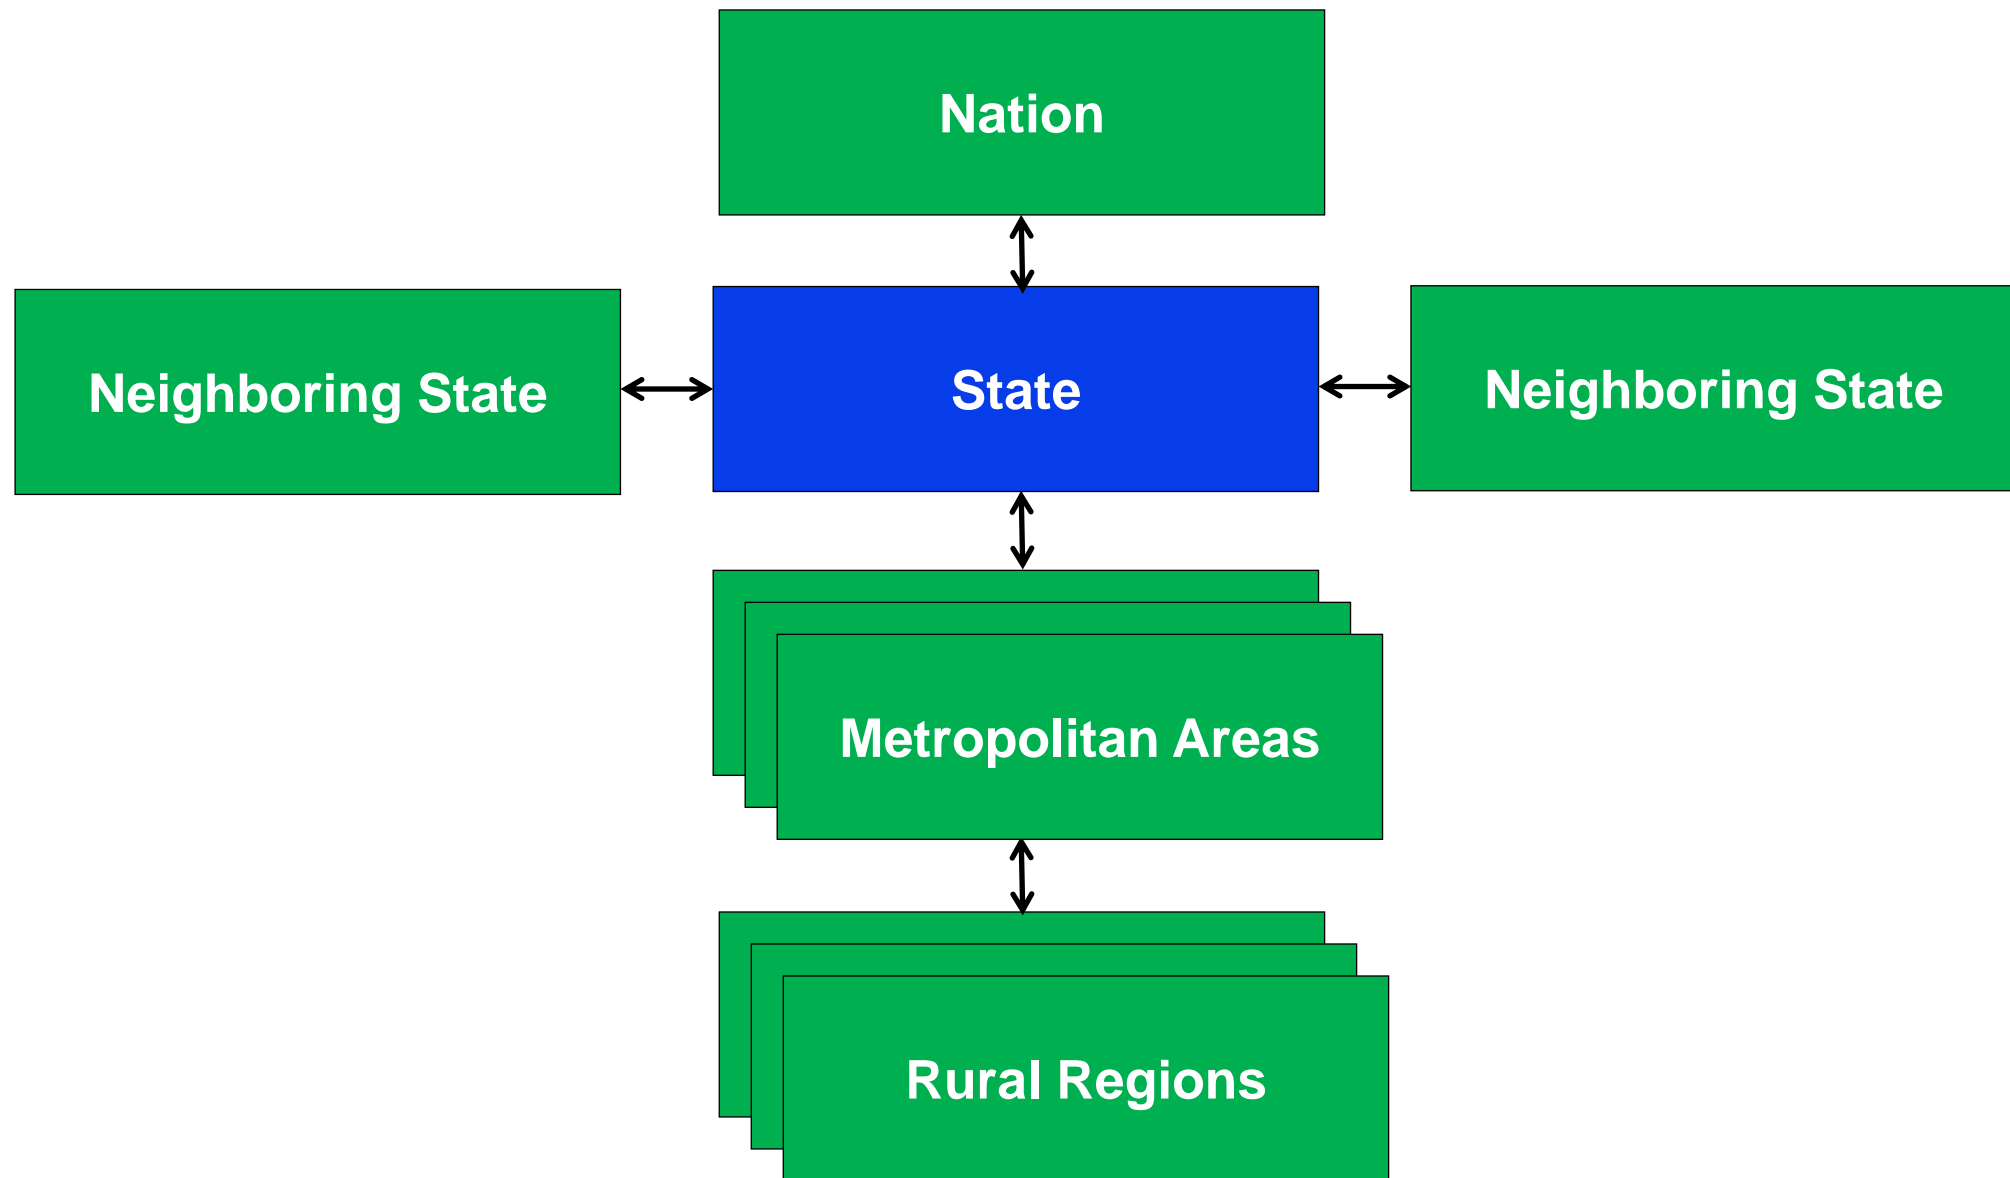 Nation
Neighboring State
State
Neighboring State
Metropolitan Areas
Rural Regions